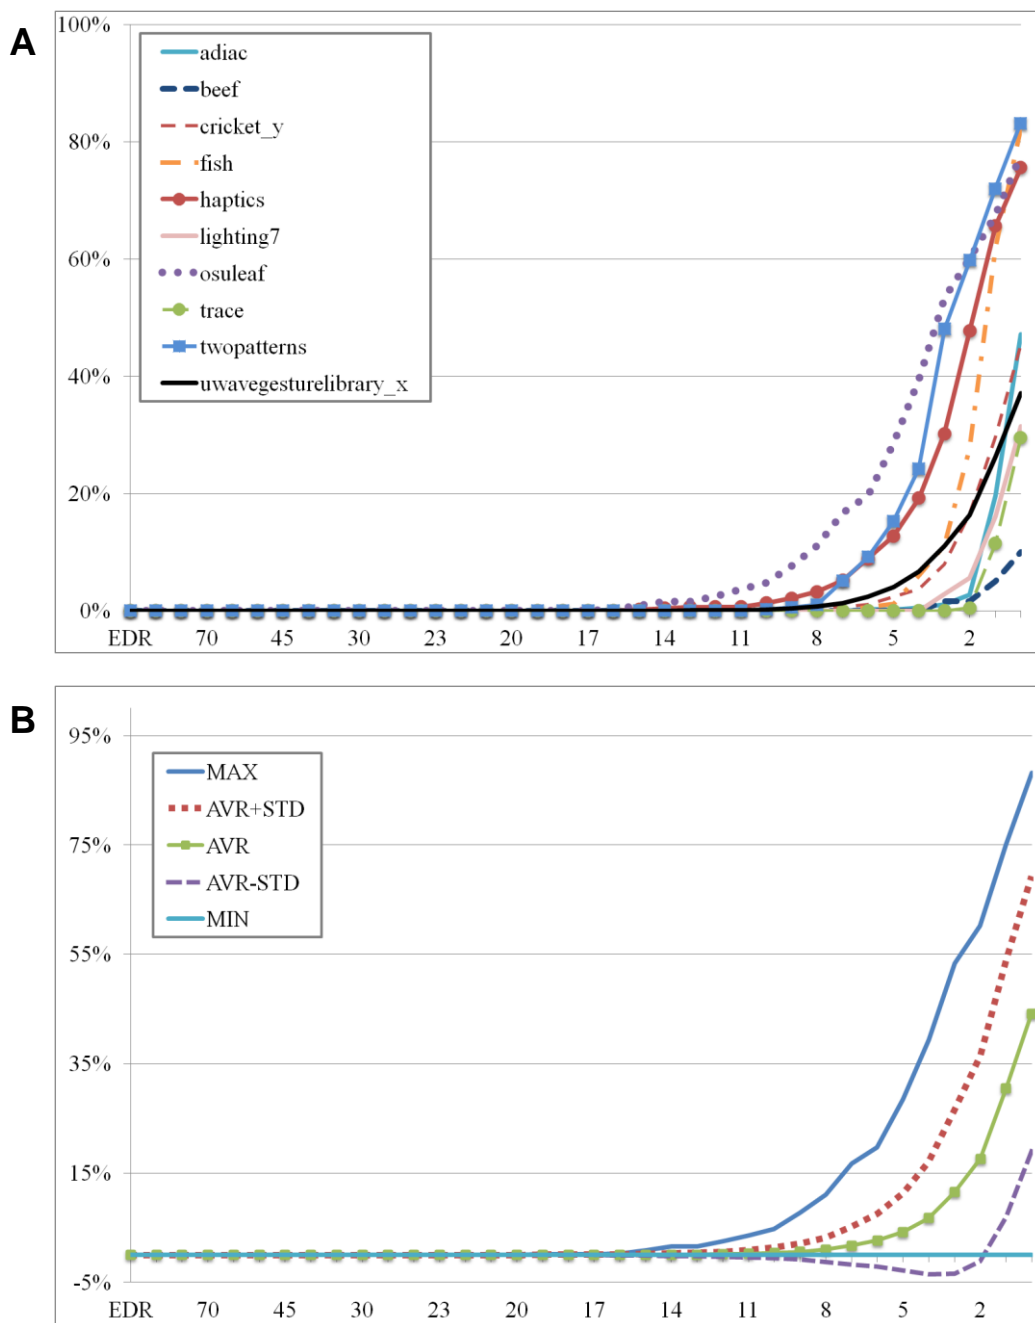 A
100%
80%
60%
40%
20%
0%
adiac
beef
cricket_y
fish
haptics
lighting7
osuleaf
trace
twopatterns
uwavegesturelibrary_x
EDR 70 45 30 23 20 17 14 11 8 5 2
B
95%
75%
55%
35%
15%
-5%
MAX
AVR+STD
AVR
AVR-STD
MIN
EDR 70 45 30 23 20 17 14 11 8 5 2